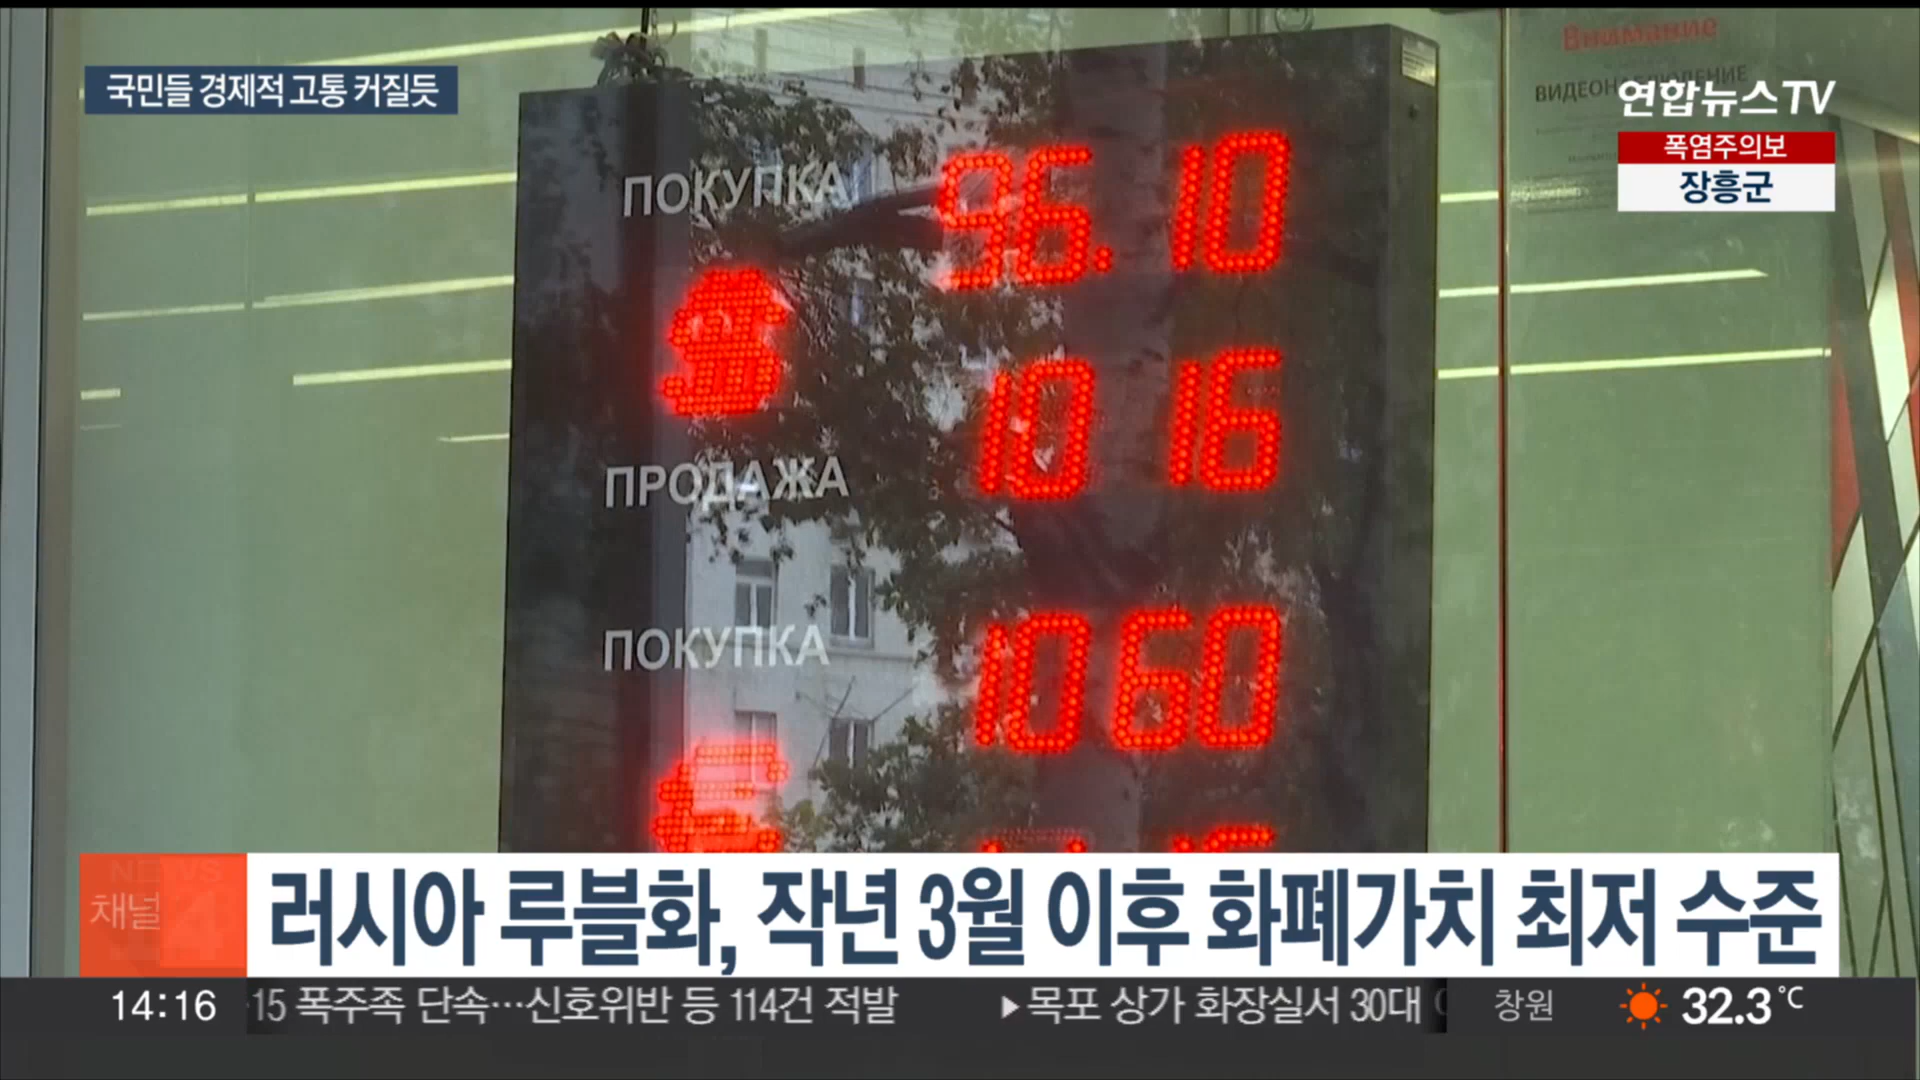 국민들 경제적 고통 커질듯
Внимание
연합뉴스TV
폭염주의보
장흥군
ПОКУПКА
96.10
$
10 16
ПРОДАЖА
ПОКУПКА
1060
€
NEWS
채널 4
러시아 루블화, 작년 3월 이후 화폐가치 최저 수준
14:16
15 폭주족 단속…신호위반 등 114건 적발 ▶목포 상가 화장실서 30대
창원 32.3℃